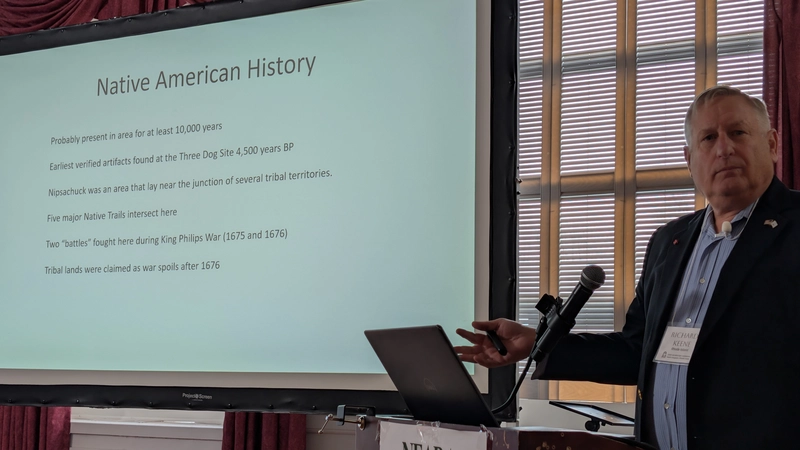 Native American History
Probably present in area for at least 10,000 years
Earliest verified artifacts found at the Three Dog Site 4,500 years BP
Nipsachuck was an area that lay near the junction of several tribal territories.
Five major Native Trails intersect here
Two "battles" fought here during King Philips War (1675 and 1676)
Tribal lands were claimed as war spoils after 1676
Project Screen
RICHARD
KEENE